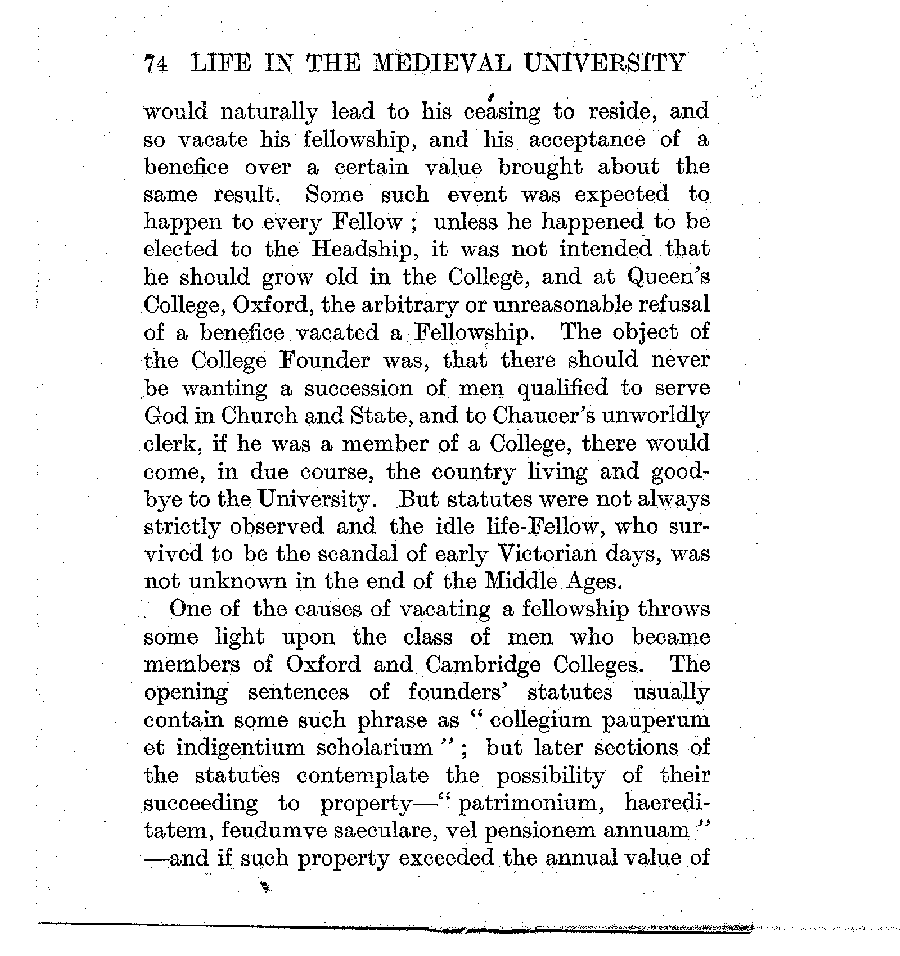 74 LIFE IN THE MEDIEVAL UNIVERSITY
would naturally lead to his ceasing to reside, and
so vacate his fellowship, and his acceptance of a
benefice over a certain value brought about the
same result. Some such event was expected to
happen to every Fellow ; unless he happened to be
elected to the Headship, it was not intended that
he should grow old in the College, and at Queen's
College, Oxford, the arbitrary or unreasonable refusal
of a benefice vacated a Fellowship. The object of
the College Founder was, that there should never
be wanting a succession of men qualified to serve
God in Church and State, and to Chaucer's unworldly
clerk, if he was a member of a College, there would
come, in due course, the country living and good-
bye to the University. But statutes were not always
strictly observed and the idle life-Fellow, who sur-
vived to be the scandal of early Victorian days, was
not unknown in the end of the Middle Ages.
One of the causes of vacating a fellowship throws
some light upon the class of men who became
members of Oxford and Cambridge Colleges. The
opening sentences of founders' statutes usually
contain some such phrase as " collegium pauperum
et indigentium scholarium " ; but later sections of
the statutes contemplate the possibility of their
succeeding to property—" patrimonium, haeredi-
tatem, feudumve saeculare, vel pensionem annuam "
—and if such property exceeded the annual value of